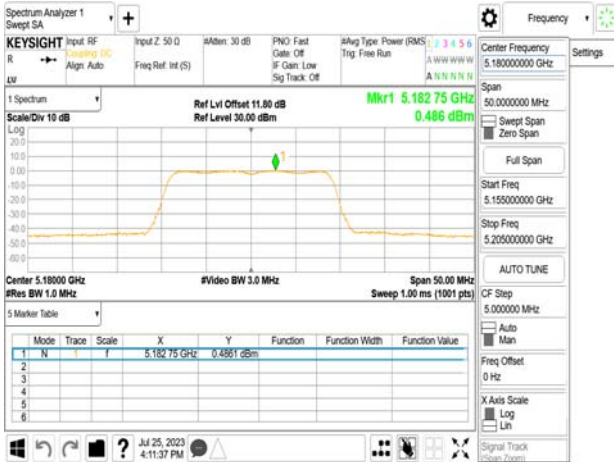 Spectrum Analyzer 1
Swept SA
+
Frequency
KEYSIGHT
Input: RF
Coupling: DC
Align: Auto
Input Z: 50 Ω
Freq Ref: Int (S)
#Atten: 30 dB
PNO: Fast
Gate: Off
IF Gain: Low
Sig Track: Off
#Avg Type: Power (RMS
Trig: Free Run
1 2 3 4 5 6
A W W W W W
A N N N N N
R
LV
1 Spectrum
Scale/Div 10 dB
Ref Lvl Offset 11.80 dB
Ref Level 30.00 dBm
Mkr1 5.182 75 GHz
0.486 dBm
Log
20.0
10.0
0.00
-10.0
-20.0
-30.0
-40.0
-50.0
-60.0
1
Center 5.18000 GHz
#Res BW 1.0 MHz
#Video BW 3.0 MHz
Span 50.00 MHz
Sweep 1.00 ms (1001 pts)
5 Marker Table
Mode Trace Scale X Y Function Function Width Function Value
1 N 1 f 5.182 75 GHz 0.4861 dBm
2
3
4
5
6
Jul 25, 2023
4:11:37 PM
?
Center Frequency
5.180000000 GHz
Settings
Span
50.0000000 MHz
Swept Span
Zero Span
Full Span
Start Freq
5.155000000 GHz
Stop Freq
5.205000000 GHz
AUTO TUNE
CF Step
5.000000 MHz
Auto
Man
Freq Offset
0 Hz
X Axis Scale
Log
Lin
Signal Track
(Span Zoom)